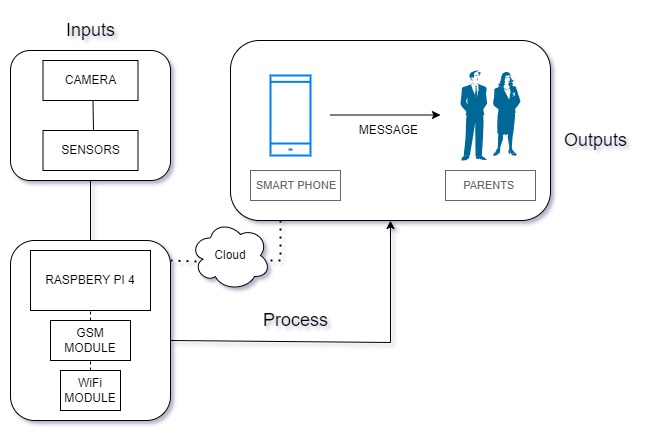 Inputs
CAMERA
SENSORS
MESSAGE
SMART PHONE
PARENTS
Outputs
RASPBERY PI 4
GSM
MODULE
WiFi
MODULE
Cloud
Process